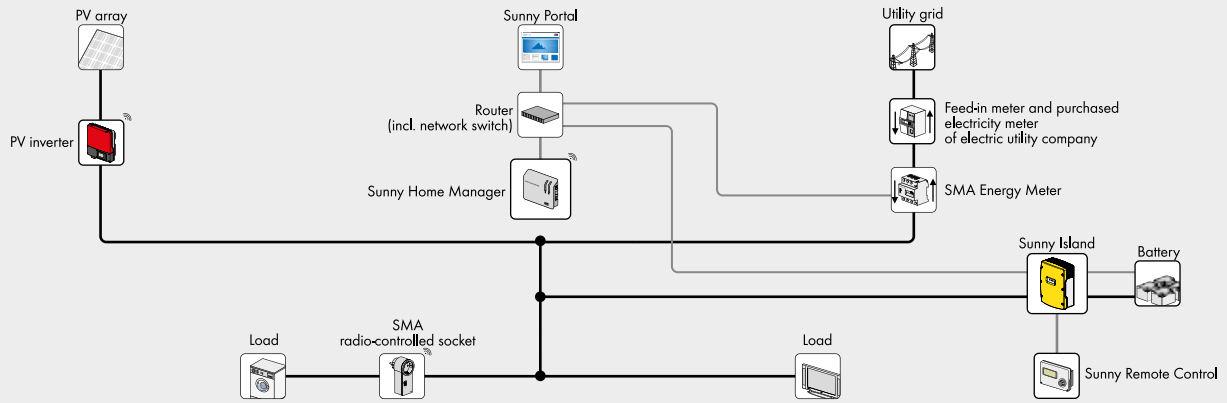 PV array
Sunny Portal
Utility grid
Router
(incl. network switch)
Feed-in meter and purchased
electricity meter
of electric utility company
PV inverter
Sunny Home Manager
SMA Energy Meter
Sunny Island
Battery
Load
SMA
radio-controlled socket
Load
Sunny Remote Control